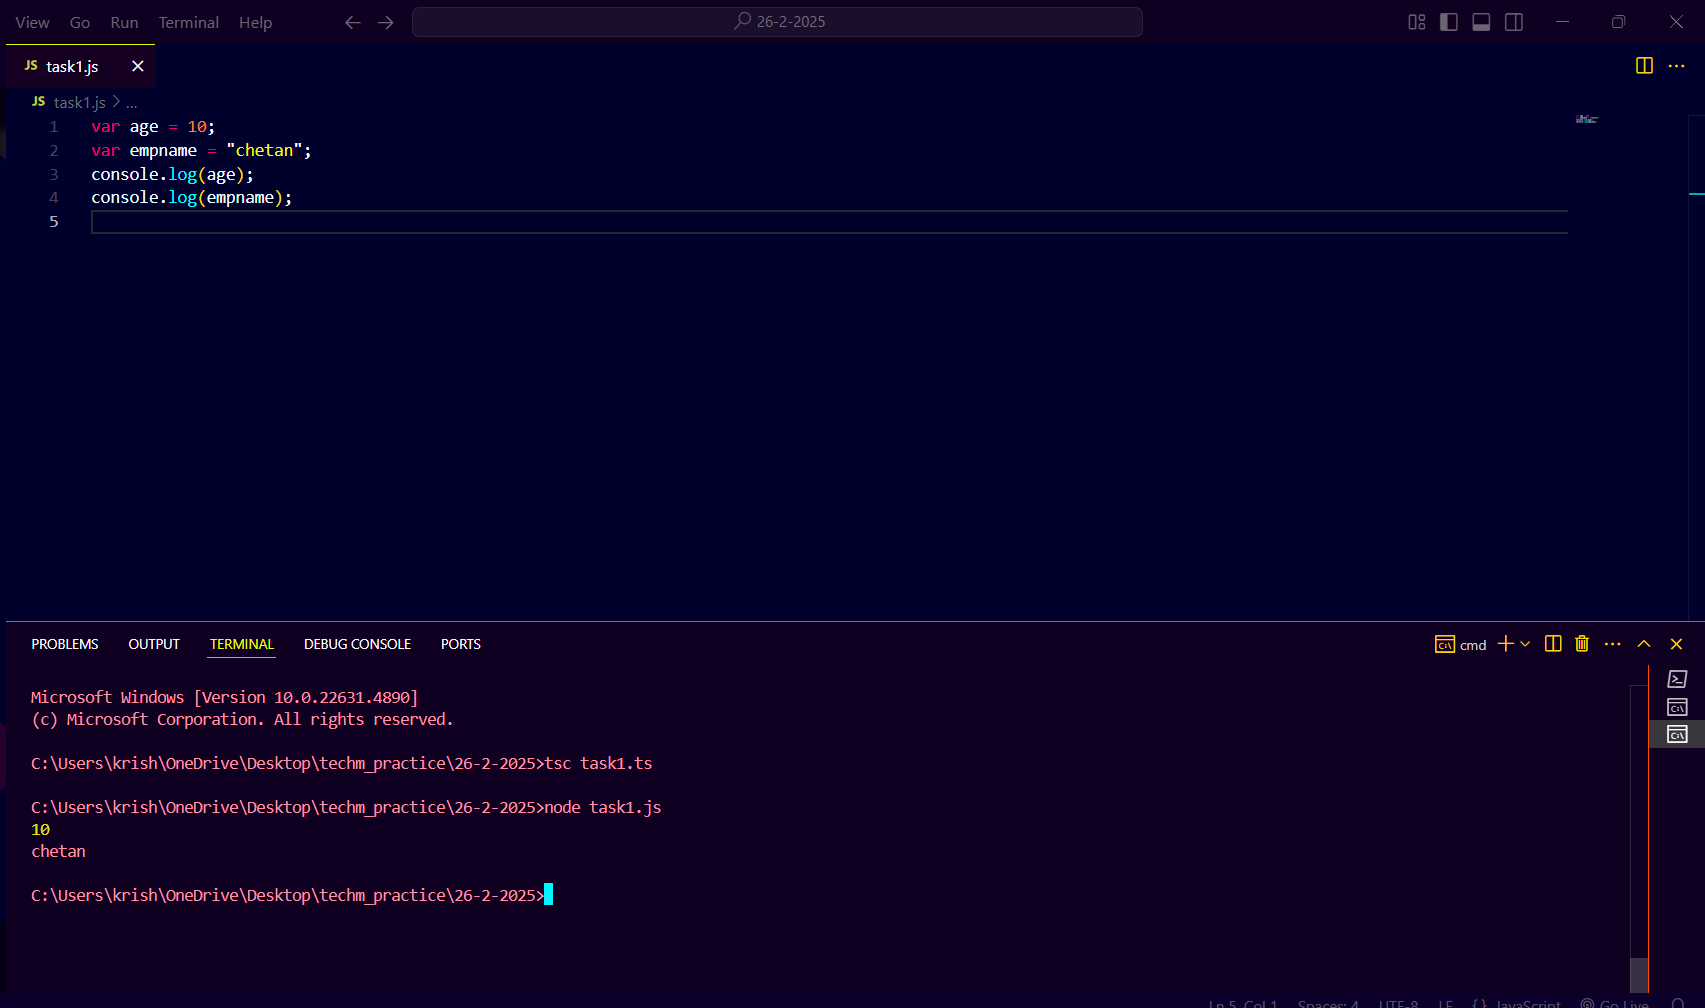 View Go Run Terminal Help 26-2-2025
JS task1.js
JS task1.js > ...
1 var age = 10;
2 var empname = "chetan";
3 console.log(age);
4 console.log(empname);
5
PROBLEMS OUTPUT TERMINAL DEBUG CONSOLE PORTS cmd
Microsoft Windows [Version 10.0.22631.4890]
(c) Microsoft Corporation. All rights reserved.
C:\Users\krish\OneDrive\Desktop\techm_practice\26-2-2025>tsc task1.ts
C:\Users\krish\OneDrive\Desktop\techm_practice\26-2-2025>node task1.js
10
chetan
C:\Users\krish\OneDrive\Desktop\techm_practice\26-2-2025>
Ln 5, Col 1 Spaces: 4 UTF-8 LF {} JavaScript Go Live